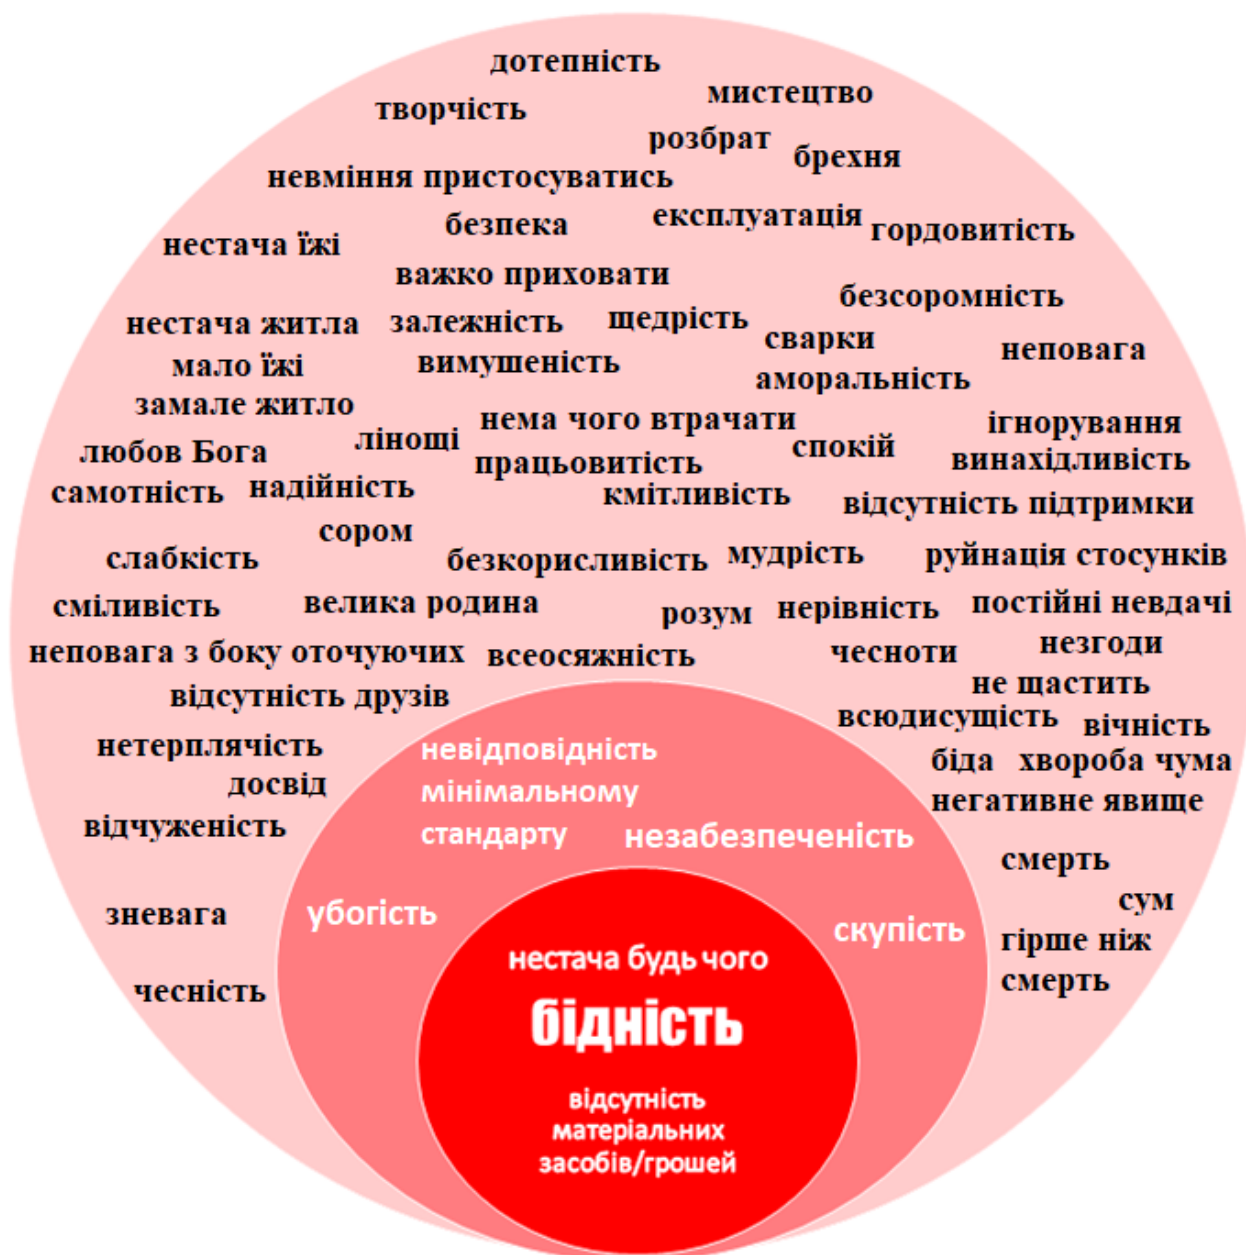 дотепність
творчість
мистецтво
розбрат
брехня
невміння пристосуватись
безпека
експлуатація
гордовитість
нестача їжі
важко приховати
безсоромність
нестача житла
залежність
щедрість
сварки
неповага
мало їжі
вимушеність
аморальність
замале житло
нема чого втрачати
ігнорування
любов Бога
лінощі
працьовитість
спокій
винахідливість
самотність
надійність
кмітливість
відсутність підтримки
сором
слабкість
безкорисливість
мудрість
руйнація стосунків
сміливість
велика родина
розум
нерівність
постійні невдачі
неповага з боку оточуючих
всеосяжність
чесноти
незгоди
відсутність друзів
не щастить
всюдисущість
вічність
нетерплячість
біда
хвороба чума
досвід
негативне явище
відчуженість
смерть
сум
зневага
гірше ніж
смерть
чесність
невідповідність
мінімальному
стандарту
незабезпеченість
убогість
скупість
нестача будь чого
бідність
відсутність
матеріальних
засобів/грошей